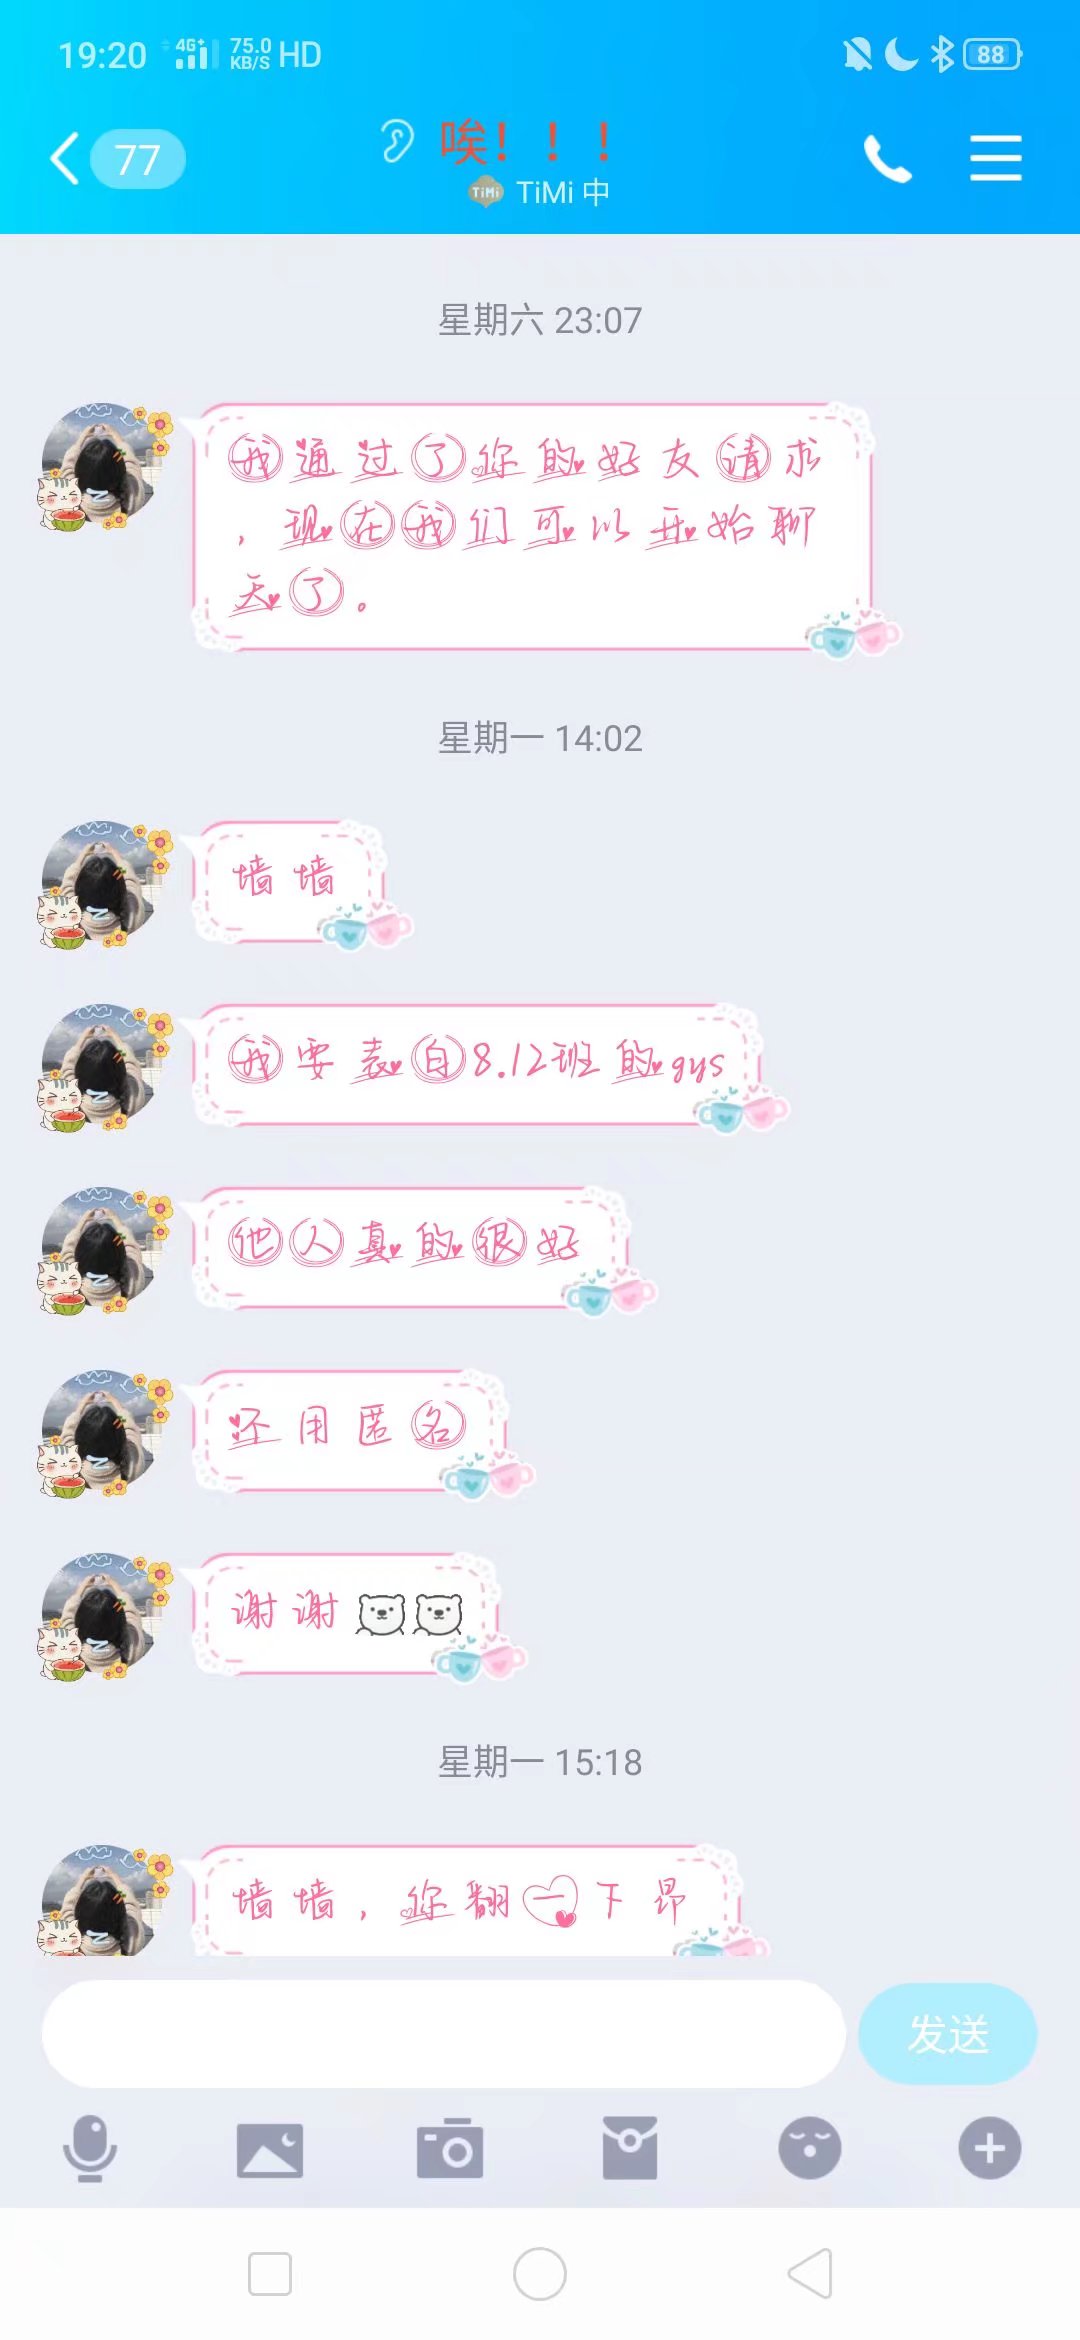 19:20 4G+ 75.0 KB/S HD 88
77 唉！！！
TiMi TiMi 中
星期六 23:07
我通过了你的好友请求
，现在我们可以开始聊
天了。
星期一 14:02
墙墙
我要表白8.12班的gys
他人真的很好
还用匿名
谢谢
星期一 15:18
墙墙，你翻一下昂
发送